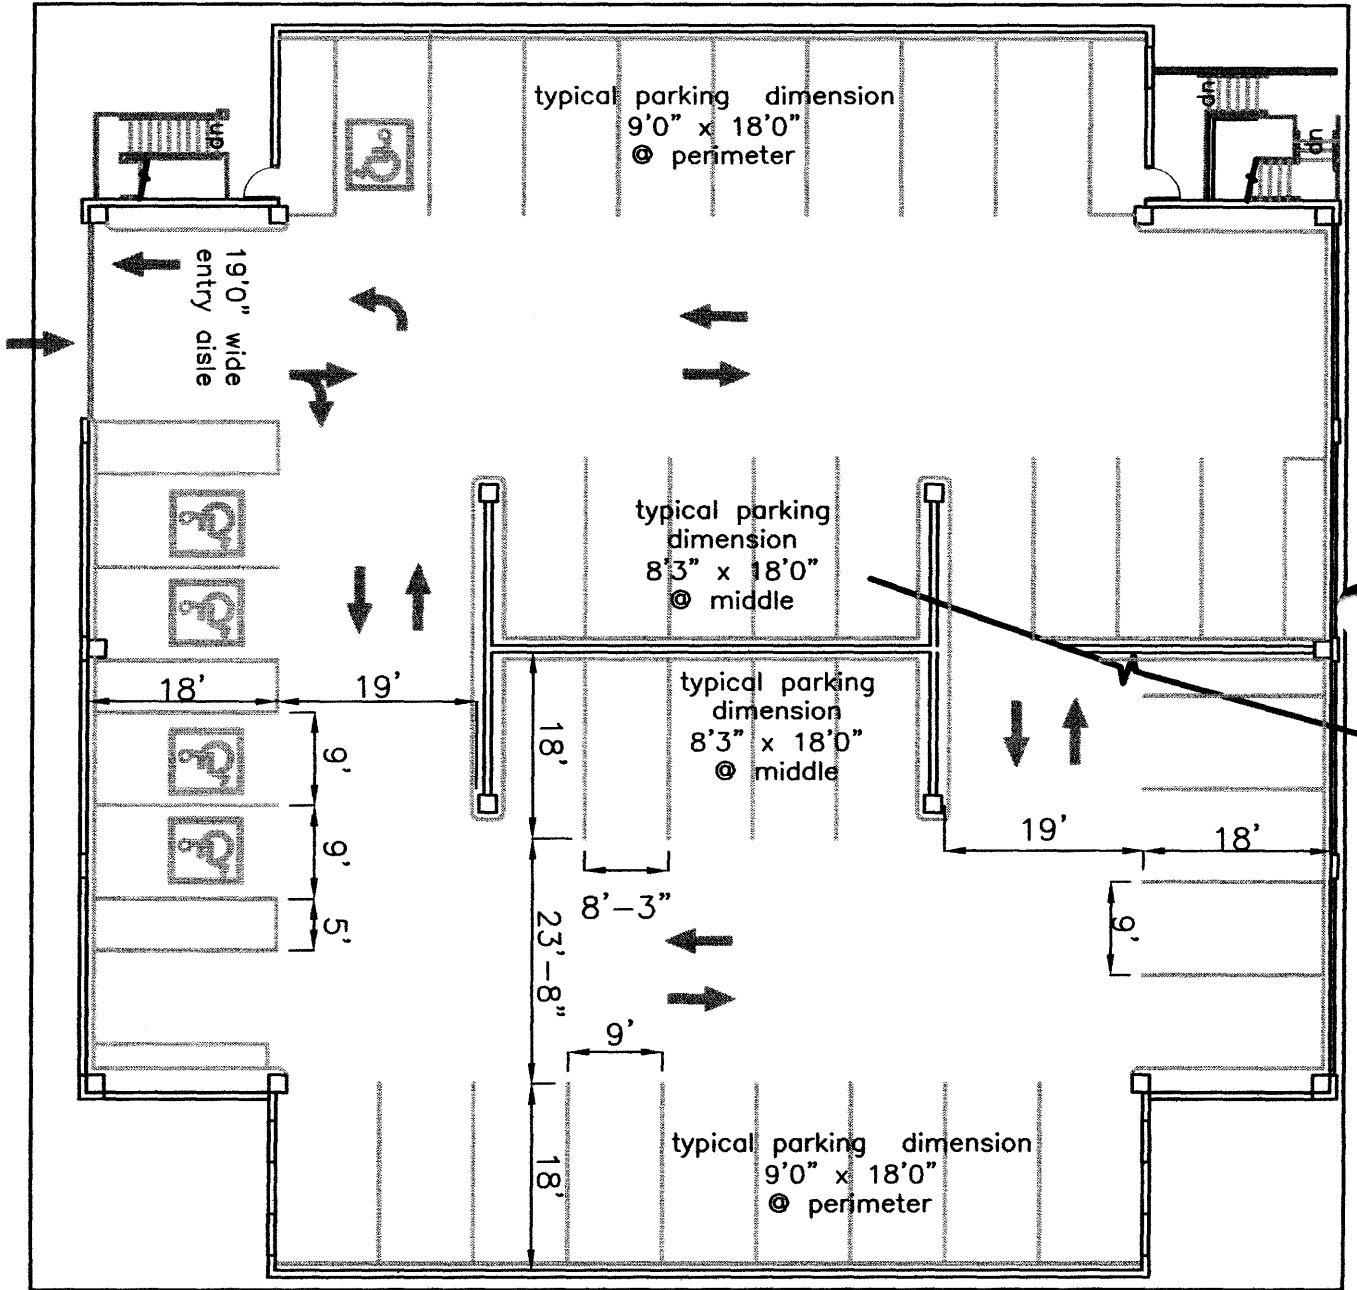 typical parking dimension
9'0" x 18'0"
@ perimeter
up
dn
dn
19'0" wide
entry aisle
typical parking
dimension
8'3" x 18'0"
@ middle
typical parking
dimension
8'3" x 18'0"
@ middle
18'
19'
18'
9'
9'
5'
8'-3"
23'-8"
19'
18'
9'
9'
18'
typical parking dimension
9'0" x 18'0"
@ perimeter